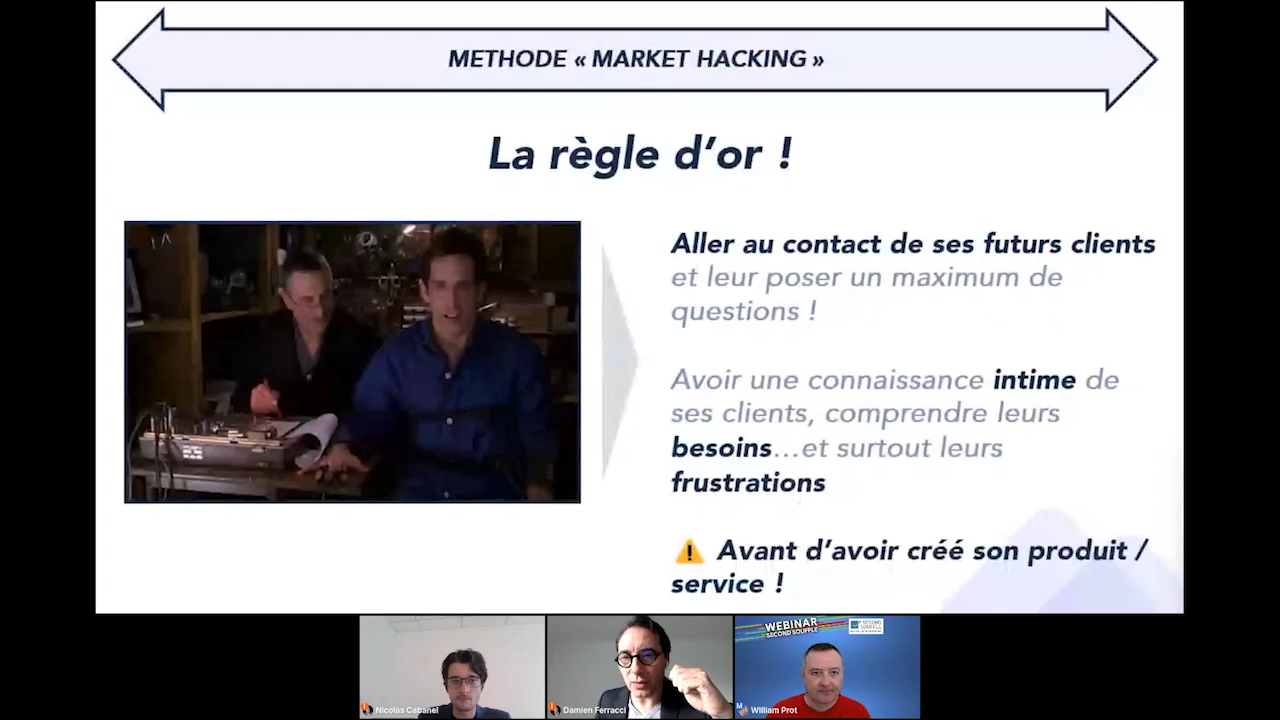 METHODE « MARKET HACKING »
La règle d'or !
Aller au contact de ses futurs clients
et leur poser un maximum de
questions !
Avoir une connaissance intime de
ses clients, comprendre leurs
besoins...et surtout leurs
frustrations
⚠ Avant d'avoir créé son produit /
service !
WEBINAR
SECOND SOUFFLE
SECOND
SOUFFLE
Nicolas Cabanel
Damien Ferracci
William Prot